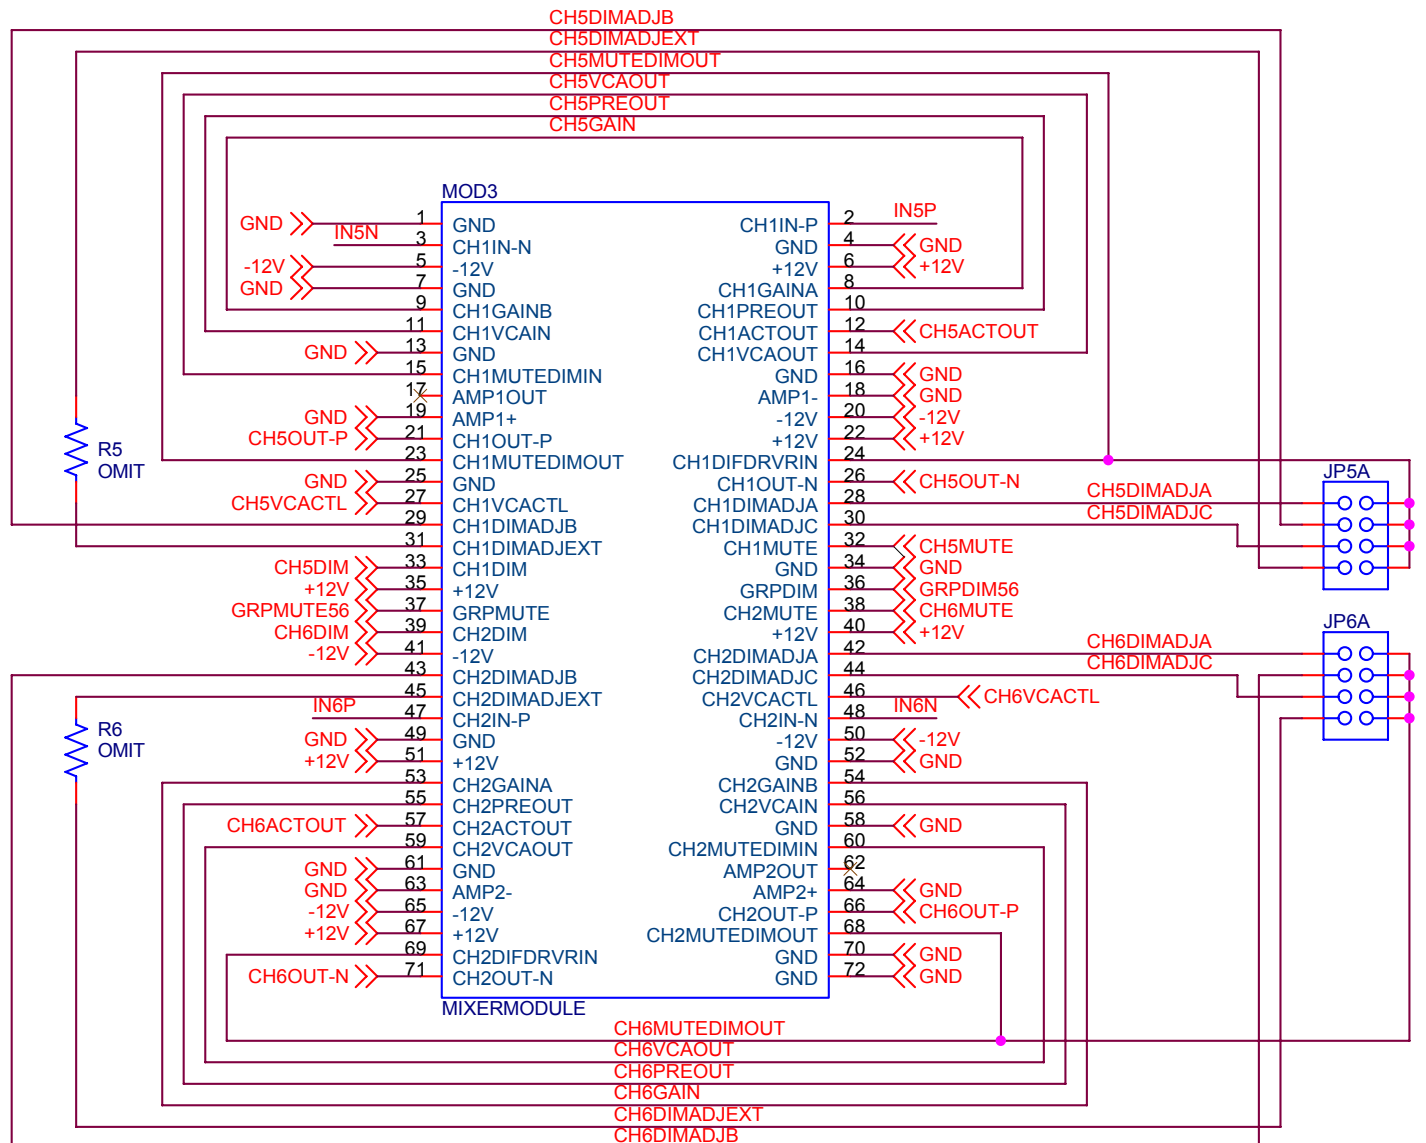 CH5DIMADJB
CH5DIMADJEXT
CH5MUTEDIMOUT
CH5VCAOUT
CH5PREOUT
CH5GAIN
MOD3
GND 1 GND CH1IN-P 2 IN5P
IN5N 3 CH1IN-N GND 4 GND
-12V 5 -12V +12V 6 +12V
GND 7 GND CH1GAINA 8
9 CH1GAINB CH1PREOUT 10
11 CH1VCAIN CH1ACTOUT 12 CH5ACTOUT
GND 13 GND CH1VCAOUT 14
15 CH1MUTEDIMIN GND 16 GND
17 AMP1OUT AMP1- 18 GND
GND 19 AMP1+ -12V 20 -12V
CH5OUT-P 21 CH1OUT-P +12V 22 +12V
R5
OMIT
23 CH1MUTEDIMOUT CH1DIFDRVRIN 24
GND 25 GND CH1OUT-N 26 CH5OUT-N
JP5A
CH5VCACTL 27 CH1VCACTL CH1DIMADJA 28 CH5DIMADJA
29 CH1DIMADJB CH1DIMADJC 30 CH5DIMADJC
31 CH1DIMADJEXT CH1MUTE 32 CH5MUTE
CH5DIM 33 CH1DIM GND 34 GND
+12V 35 +12V GRPDIM 36 GRPDIM56
GRPMUTE56 37 GRPMUTE CH2MUTE 38 CH6MUTE
JP6A
CH6DIM 39 CH2DIM +12V 40 +12V
-12V 41 -12V CH2DIMADJA 42 CH6DIMADJA
43 CH2DIMADJB CH2DIMADJC 44 CH6DIMADJC
45 CH2DIMADJEXT CH2VCACTL 46 CH6VCACTL
IN6P 47 CH2IN-P CH2IN-N 48 IN6N
R6
OMIT
GND 49 GND -12V 50 -12V
+12V 51 +12V GND 52 GND
53 CH2GAINA CH2GAINB 54
55 CH2PREOUT CH2VCAIN 56
CH6ACTOUT 57 CH2ACTOUT GND 58 GND
59 CH2VCAOUT CH2MUTEDIMIN 60
GND 61 GND AMP2OUT 62
GND 63 AMP2- AMP2+ 64 GND
-12V 65 -12V CH2OUT-P 66 CH6OUT-P
+12V 67 +12V CH2MUTEDIMOUT 68
69 CH2DIFDRVRIN GND 70 GND
CH6OUT-N 71 CH2OUT-N GND 72 GND
MIXERMODULE
CH6MUTEDIMOUT
CH6VCAOUT
CH6PREOUT
CH6GAIN
CH6DIMADJEXT
CH6DIMADJB